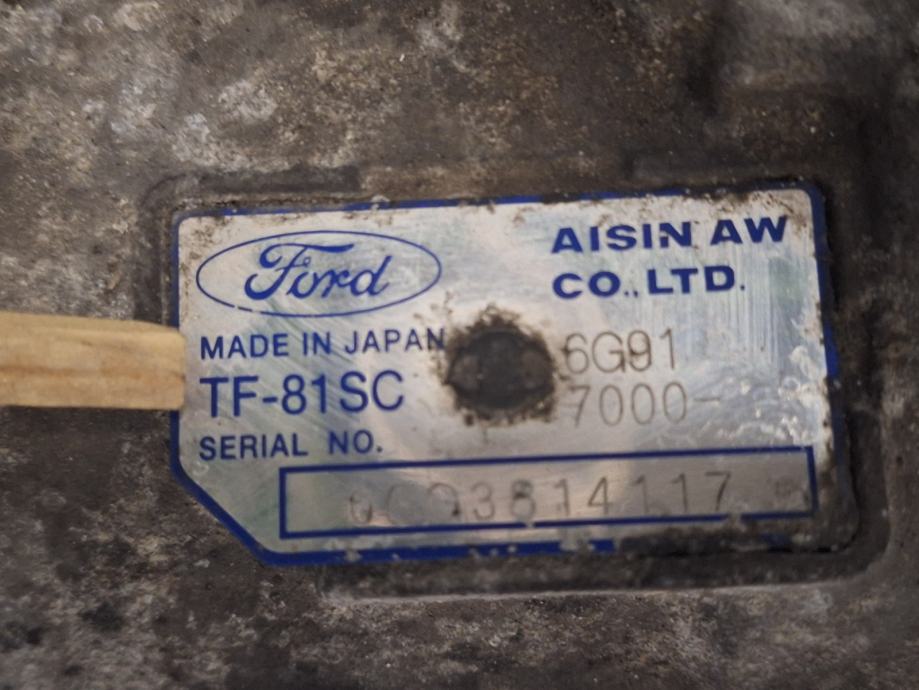 Ford
AISIN AW
CO.,LTD.
MADE IN JAPAN
6G91
TF-81SC
7000-
SERIAL NO.